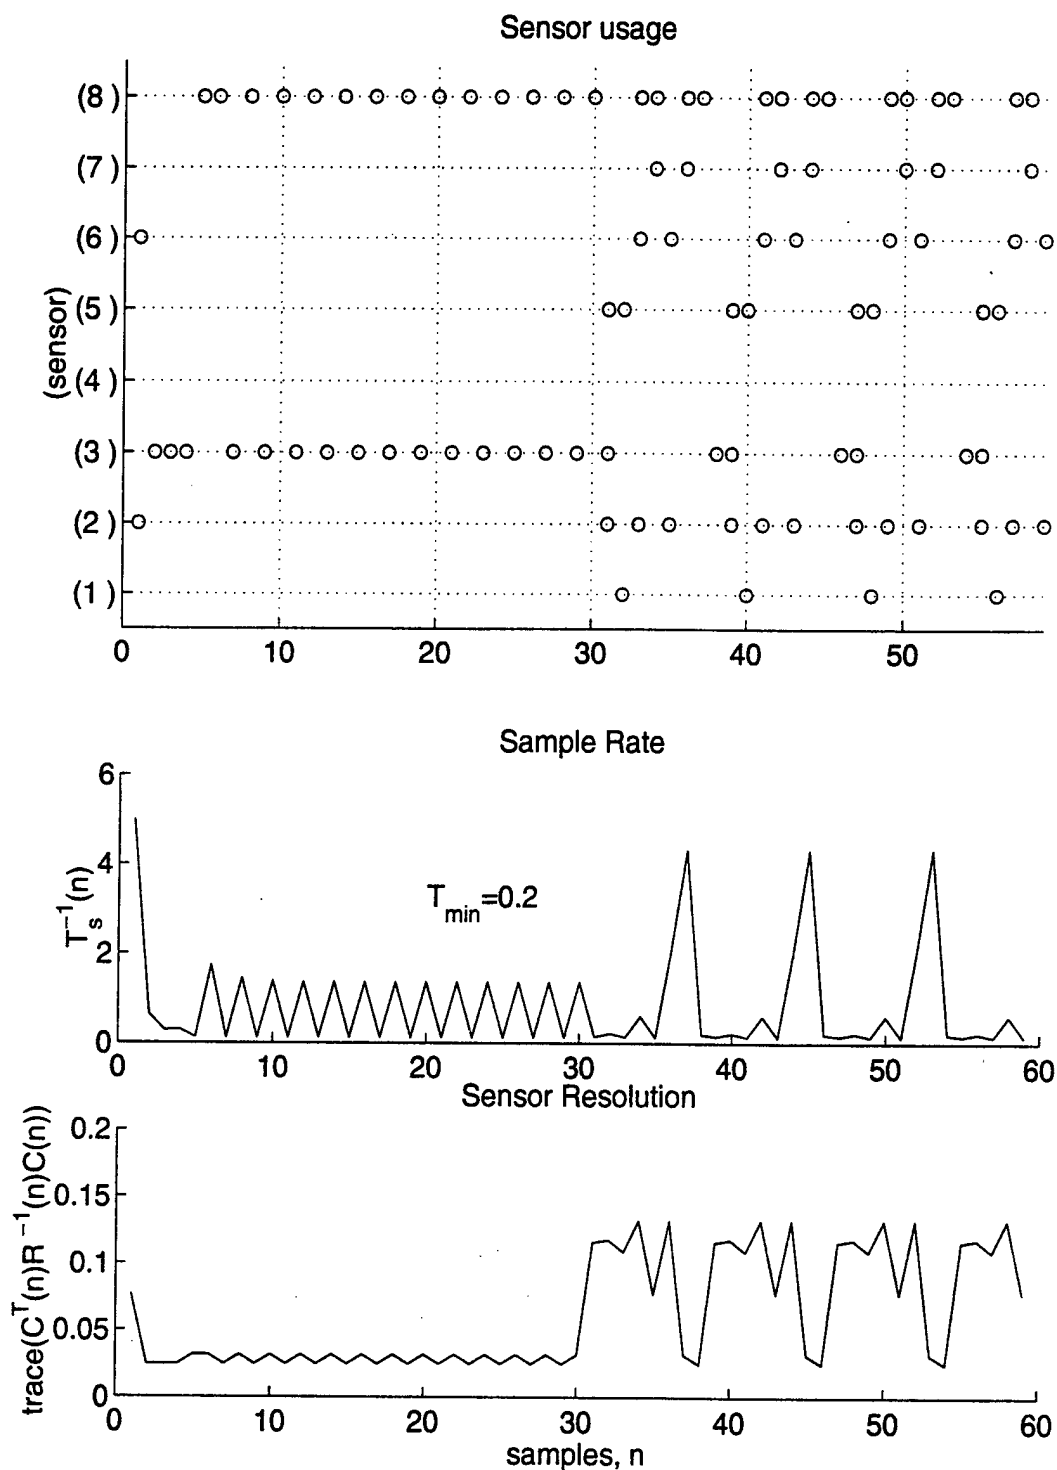 Sensor usage
(8)
(7)
(6)
(5)
(4)
(3)
(2)
(1)
(sensor)
0 10 20 30 40 50
Sample Rate
6
4
2
0
T_s^{-1}(n)
T_min=0.2
0 10 20 30 40 50 60
Sensor Resolution
0.2
0.15
0.1
0.05
0
trace(C^T(n)R^{-1}(n)C(n))
0 10 20 30 40 50 60
samples, n